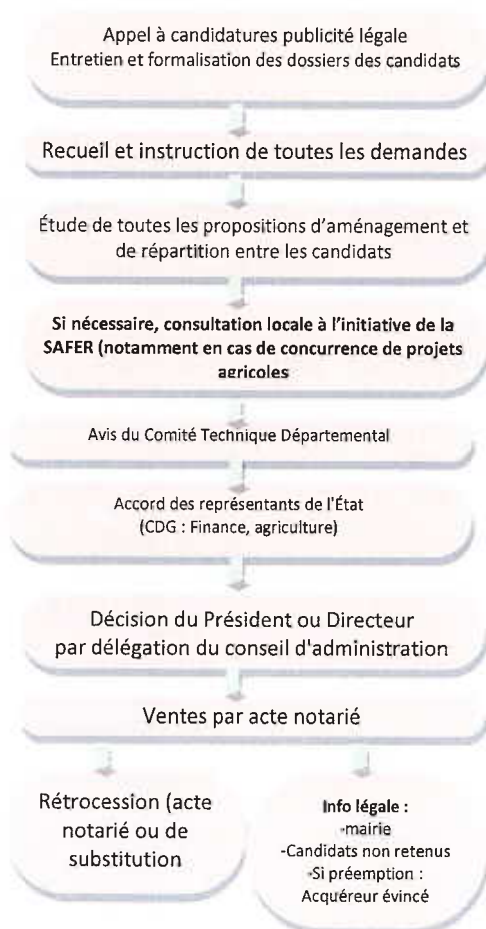 Appel à candidatures publicité légale
Entretien et formalisation des dossiers des candidats
Recueil et instruction de toutes les demandes
Étude de toutes les propositions d'aménagement et
de répartition entre les candidats
Si nécessaire, consultation locale à l'initiative de la
SAFER (notamment en cas de concurrence de projets
agricoles
Avis du Comité Technique Départemental
Accord des représentants de l'État
(CDG : Finance, agriculture)
Décision du Président ou Directeur
par délégation du conseil d'administration
Ventes par acte notarié
Rétrocession (acte
notarié ou de
substitution
Info légale :
-mairie
-Candidats non retenus
-Si préemption :
Acquéreur évincé